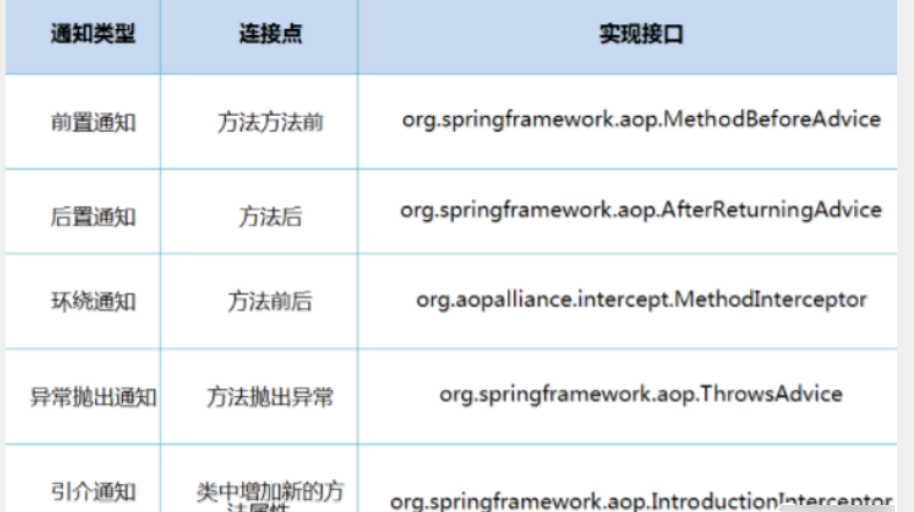 通知类型 连接点 实现接口
前置通知 方法方法前 org.springframework.aop.MethodBeforeAdvice
后置通知 方法后 org.springframework.aop.AfterReturningAdvice
环绕通知 方法前后 org.aopalliance.intercept.MethodInterceptor
异常抛出通知 方法抛出异常 org.springframework.aop.ThrowsAdvice
引介通知 类中增加新的方
法属性 org.springframework.aop.IntroductionInterceptor